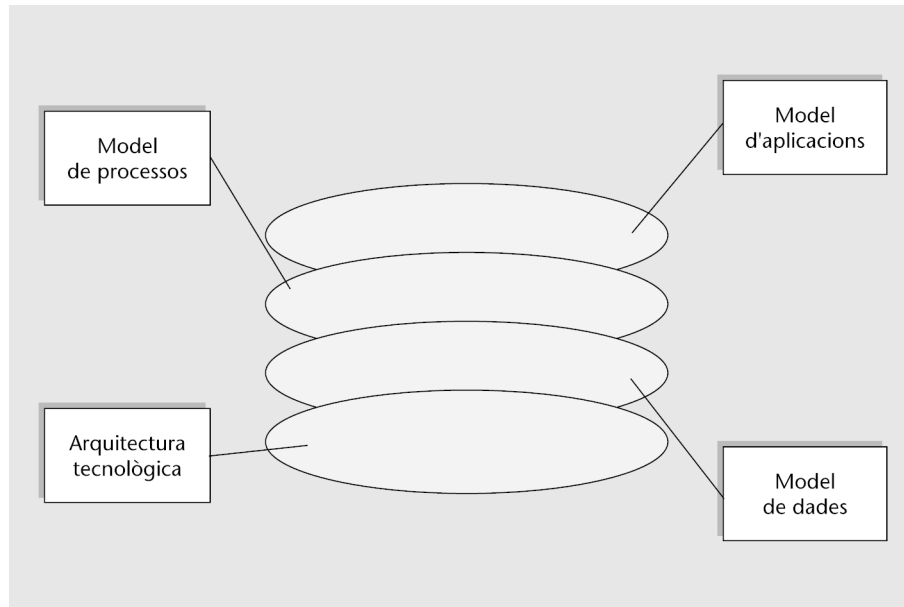 Model
de processos
Model
d'aplicacions
Arquitectura
tecnològica
Model
de dades